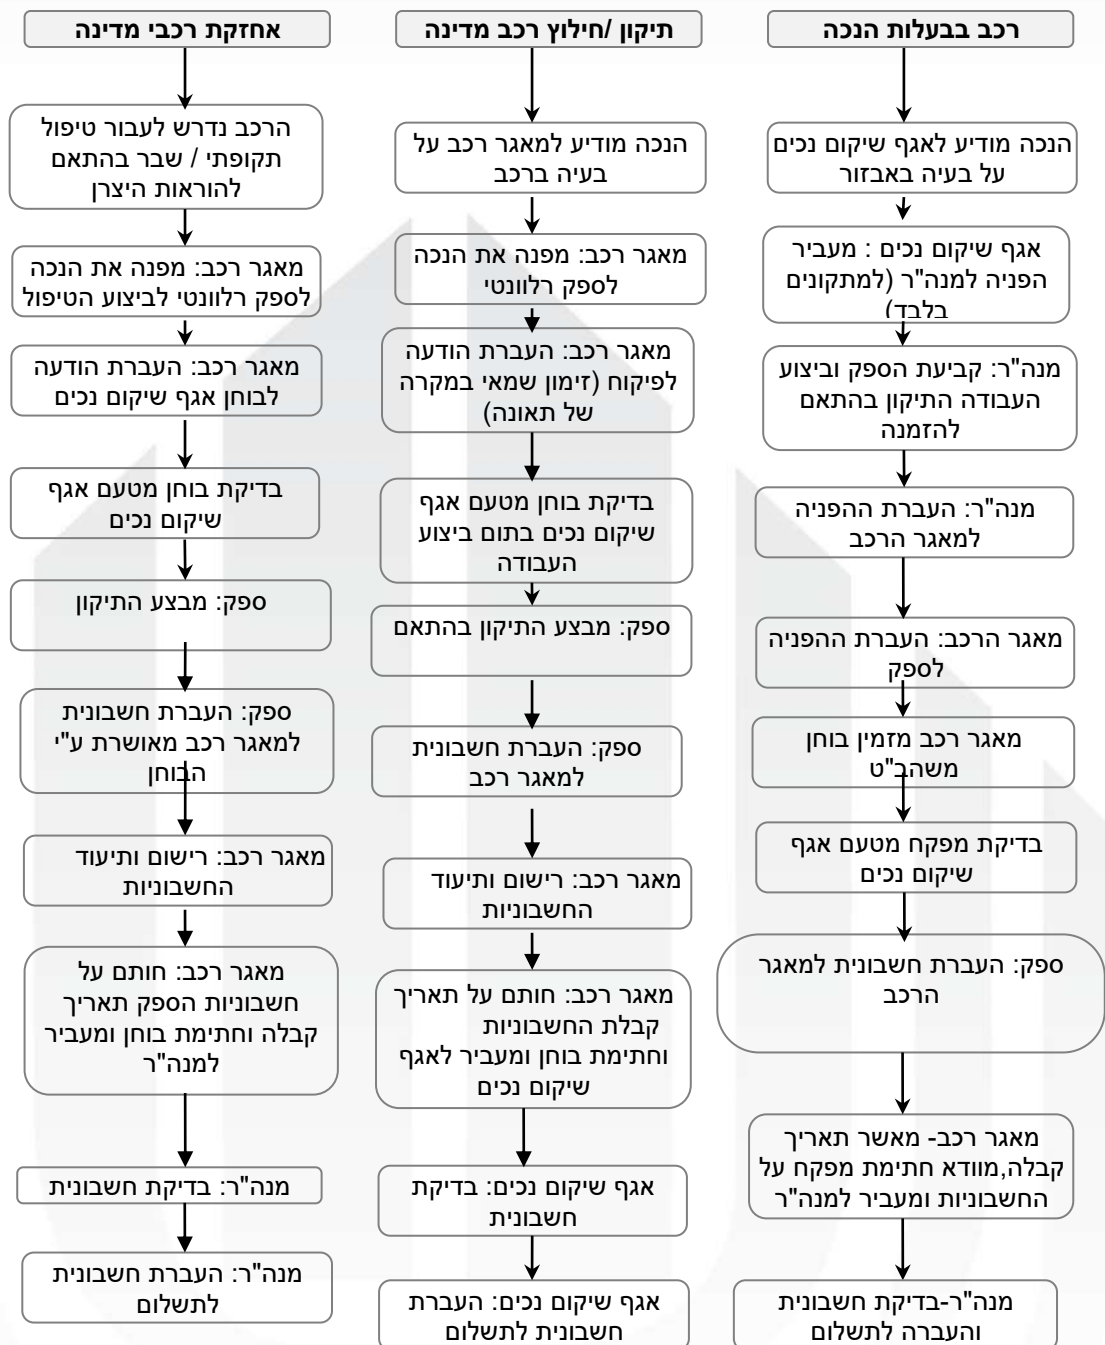 רכב בבעלות הנכה
הנכה מודיע לאגף שיקום נכים
על בעיה באבזור
אגף שיקום נכים : מעביר
הפניה למנה"ר (למתקונים
בלבד)
מנה"ר: קביעת הספק וביצוע
העבודה התיקון בהתאם
להזמנה
מנה"ר: העברת ההפניה
למאגר הרכב
מאגר הרכב: העברת ההפניה
לספק
מאגר רכב מזמין בוחן
משהב"ט
בדיקת מפקח מטעם אגף
שיקום נכים
ספק: העברת חשבונית למאגר
הרכב
מאגר רכב- מאשר תאריך
קבלה,מוודא חתימת מפקח על
החשבוניות ומעביר למנה"ר
מנה"ר-בדיקת חשבונית
והעברה לתשלום
תיקון /חילוץ רכב מדינה
הנכה מודיע למאגר רכב על
בעיה ברכב
מאגר רכב: מפנה את הנכה
לספק רלוונטי
מאגר רכב: העברת הודעה
לפיקוח (זימון שמאי במקרה
של תאונה)
בדיקת בוחן מטעם אגף
שיקום נכים בתום ביצוע
העבודה
ספק: מבצע התיקון בהתאם
ספק: העברת חשבונית
למאגר רכב
מאגר רכב: רישום ותיעוד
החשבוניות
מאגר רכב: חותם על תאריך
קבלת החשבוניות
וחתימת בוחן ומעביר לאגף
שיקום נכים
אגף שיקום נכים: בדיקת
חשבונית
אגף שיקום נכים: העברת
חשבונית לתשלום
אחזקת רכבי מדינה
הרכב נדרש לעבור טיפול
תקופתי / שבר בהתאם
להוראות היצרן
מאגר רכב: מפנה את הנכה
לספק רלוונטי לביצוע הטיפול
מאגר רכב: העברת הודעה
לבוחן אגף שיקום נכים
בדיקת בוחן מטעם אגף
שיקום נכים
ספק: מבצע התיקון
ספק: העברת חשבונית
למאגר רכב מאושרת ע"י
הבוחן
מאגר רכב: רישום ותיעוד
החשבוניות
מאגר רכב: חותם על
חשבוניות הספק תאריך
קבלה וחתימת בוחן ומעביר
למנה"ר
מנה"ר: בדיקת חשבונית
מנה"ר: העברת חשבונית
לתשלום